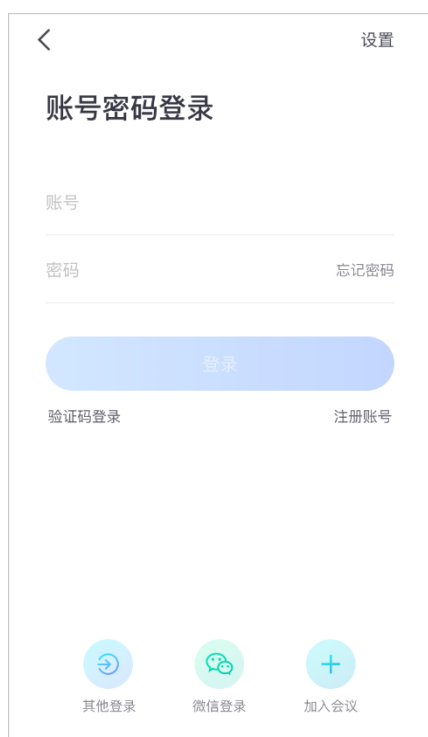 设置
账号密码登录
账号
密码 忘记密码
登录
验证码登录 注册账号
其他登录 微信登录 加入会议